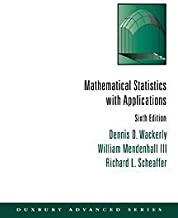 Mathematical Statistics
with Applications
Sixth Edition
Dennis D. Wackerly
William Mendenhall III
Richard L. Scheaffer
DUXBURY ADVANCED SERIES